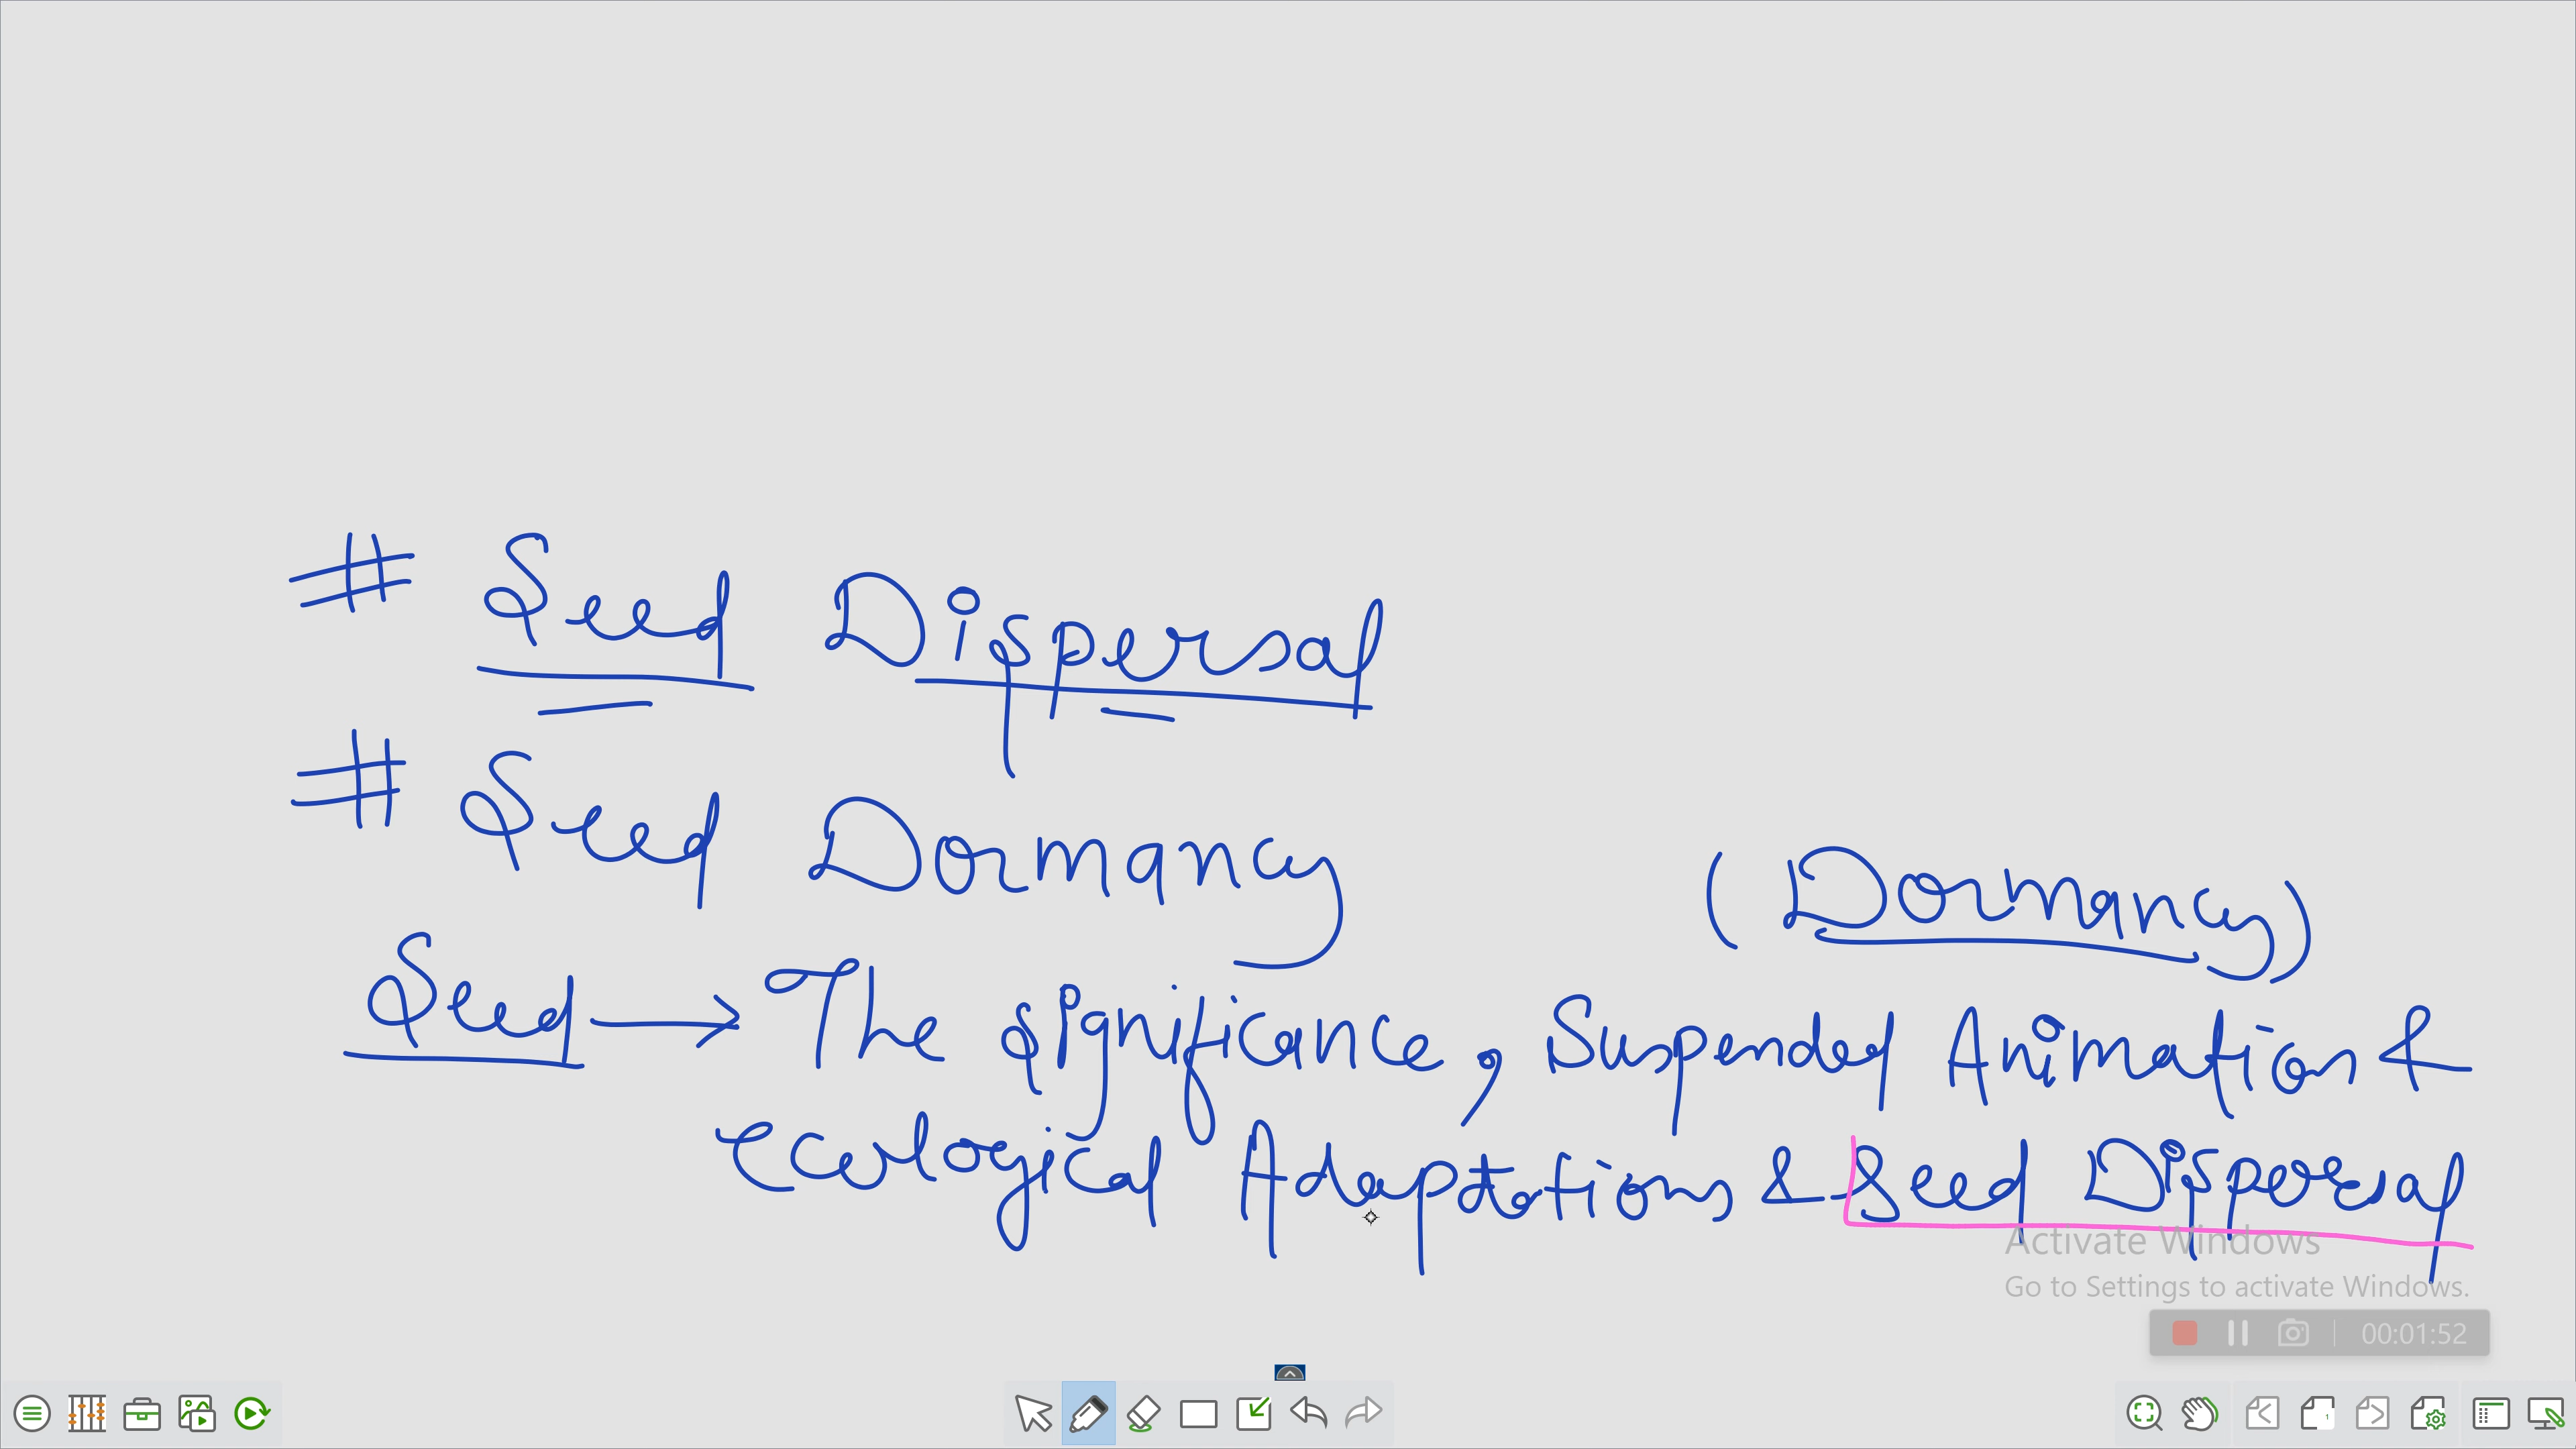 # Seed Dispersal
# Seed Dormancy
(Dormancy)
Seed → The significance, Suspended Animation &
ecological Adaptations & Seed Dispersal
Activate Windows
Go to Settings to activate Windows.
00:01:52
1